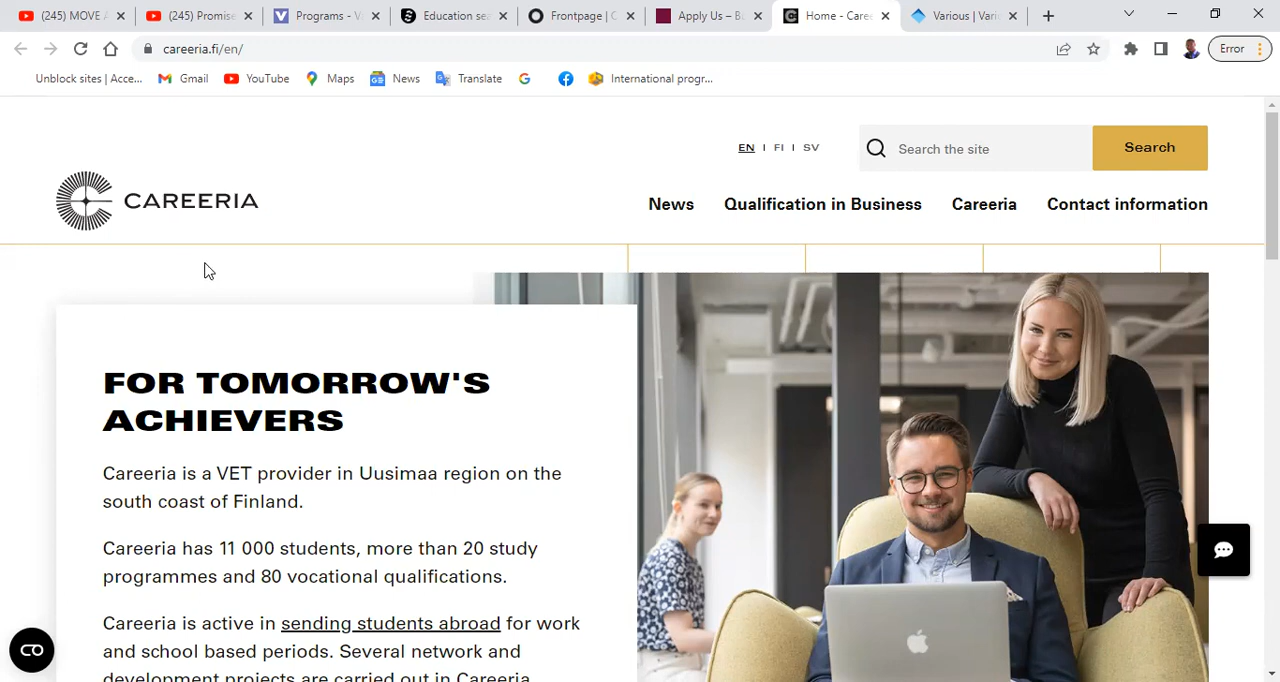 (245) MOVE A
(245) Promise
Programs - V
Education sea
Frontpage | C
Apply Us – Bu
Home - Caree
Various | Vari
careeria.fi/en/
Error
Unblock sites | Acce...
Gmail
YouTube
Maps
News
Translate
International progr...
EN | FI | SV
Search the site
Search
CAREERIA
News
Qualification in Business
Careeria
Contact information
FOR TOMORROW'S
ACHIEVERS
Careeria is a VET provider in Uusimaa region on the
south coast of Finland.
Careeria has 11 000 students, more than 20 study
programmes and 80 vocational qualifications.
Careeria is active in sending students abroad for work
and school based periods. Several network and
development projects are carried out in Careeria